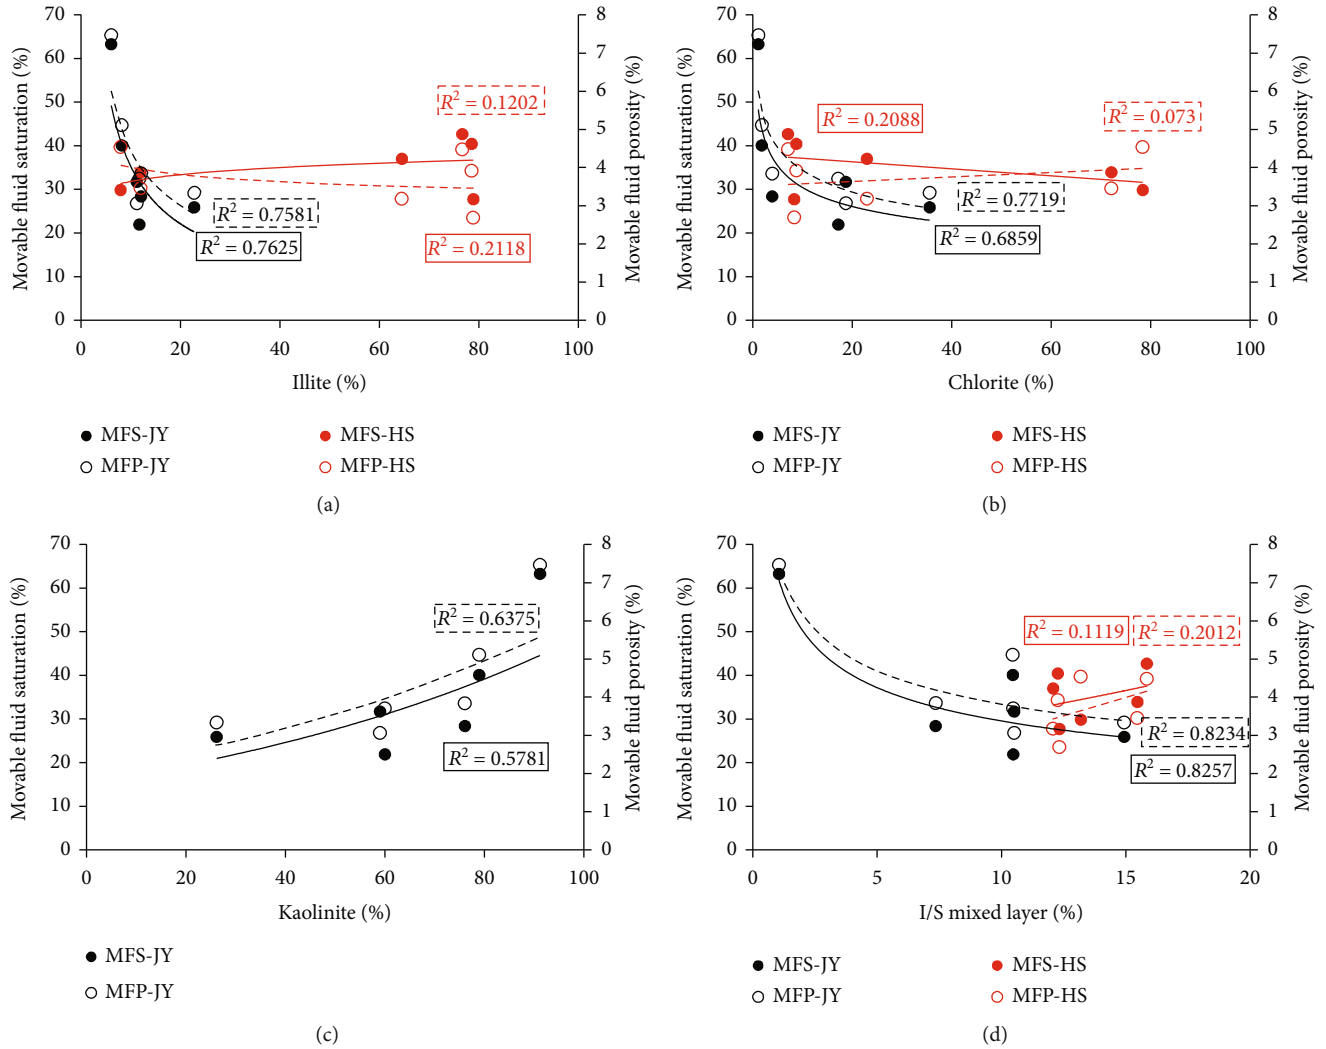 Movable fluid saturation (%)
70
60
50
40
30
20
10
0
0
20
40
60
80
100
Illite (%)
8
7
6
5
4
3
2
1
0
Movable fluid porosity (%)
R² = 0.1202
R² = 0.7581
R² = 0.7625
R² = 0.2118
MFS-JY
MFS-HS
MFP-JY
MFP-HS
(a)
Movable fluid saturation (%)
70
60
50
40
30
20
10
0
0
20
40
60
80
100
Chlorite (%)
8
7
6
5
4
3
2
1
0
Movable fluid porosity (%)
R² = 0.2088
R² = 0.073
R² = 0.7719
R² = 0.6859
MFS-JY
MFS-HS
MFP-JY
MFP-HS
(b)
Movable fluid saturation (%)
70
60
50
40
30
20
10
0
0
20
40
60
80
100
Kaolinite (%)
8
7
6
5
4
3
2
1
0
Movable fluid porosity (%)
R² = 0.6375
R² = 0.5781
MFS-JY
MFP-JY
(c)
Movable fluid saturation (%)
70
60
50
40
30
20
10
0
0
5
10
15
20
I/S mixed layer (%)
8
7
6
5
4
3
2
1
0
Movable fluid porosity (%)
R² = 0.1119
R² = 0.2012
R² = 0.8234
R² = 0.8257
MFS-JY
MFS-HS
MFP-JY
MFP-HS
(d)